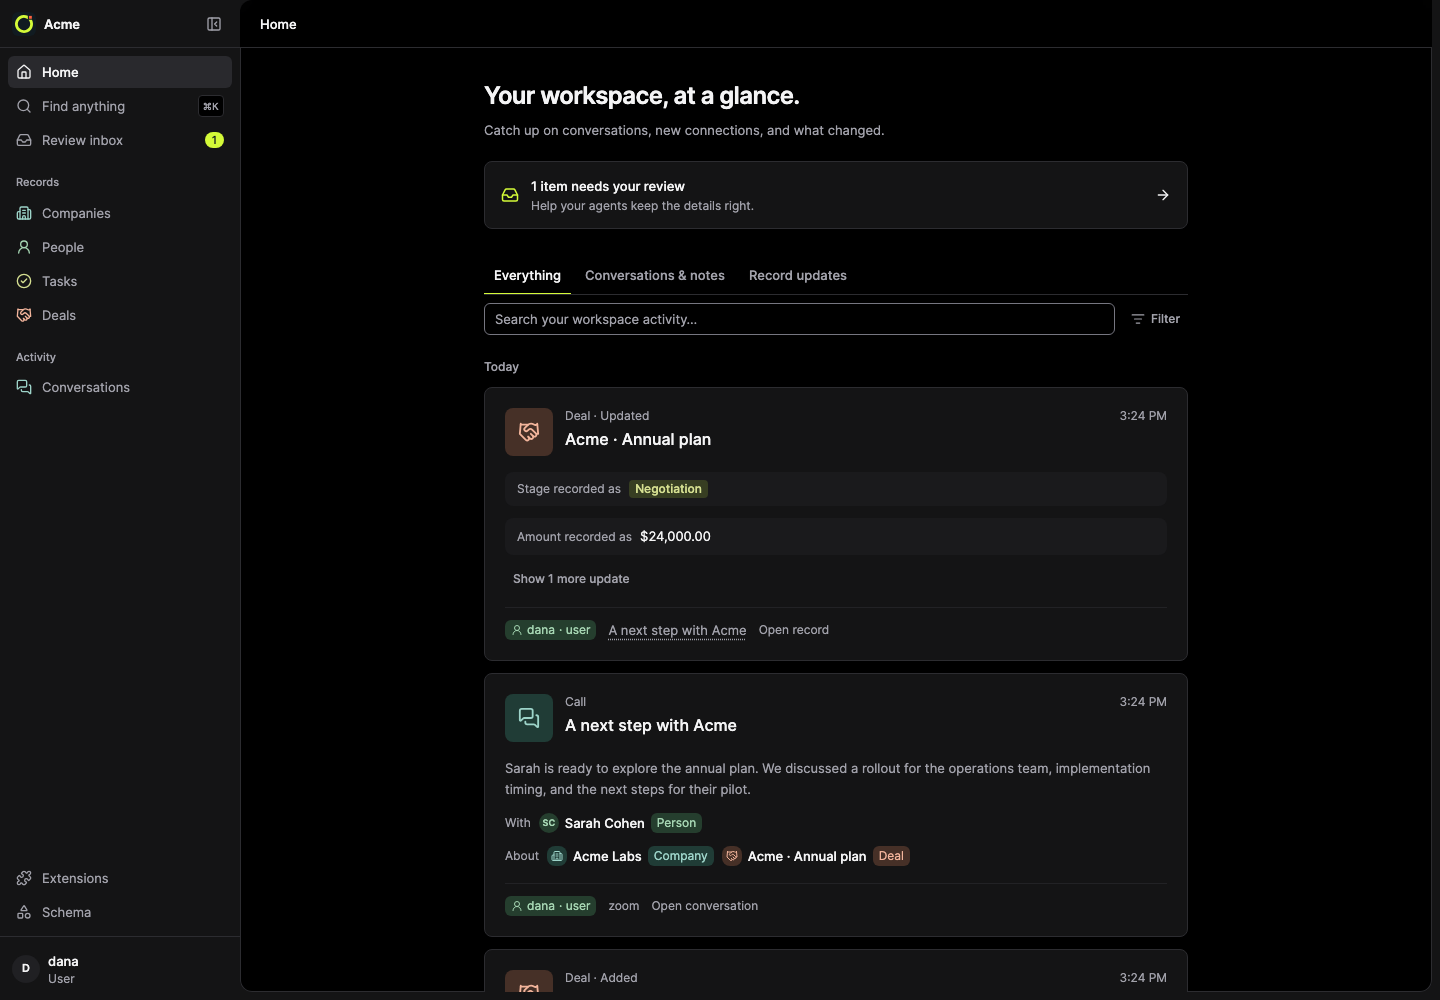 Acme
Home
Find anything
⌘K
Review inbox
1
Records
Companies
People
Tasks
Deals
Activity
Conversations
Extensions
Schema
D
dana
User
Home
Your workspace, at a glance.
Catch up on conversations, new connections, and what changed.
1 item needs your review
Help your agents keep the details right.
Everything Conversations & notes Record updates
Search your workspace activity...
Filter
Today
Deal · Updated 3:24 PM
Acme · Annual plan
Stage recorded as Negotiation
Amount recorded as $24,000.00
Show 1 more update
dana · user A next step with Acme Open record
Call 3:24 PM
A next step with Acme
Sarah is ready to explore the annual plan. We discussed a rollout for the operations team, implementation
timing, and the next steps for their pilot.
With SC Sarah Cohen Person
About Acme Labs Company Acme · Annual plan Deal
dana · user zoom Open conversation
Deal · Added 3:24 PM